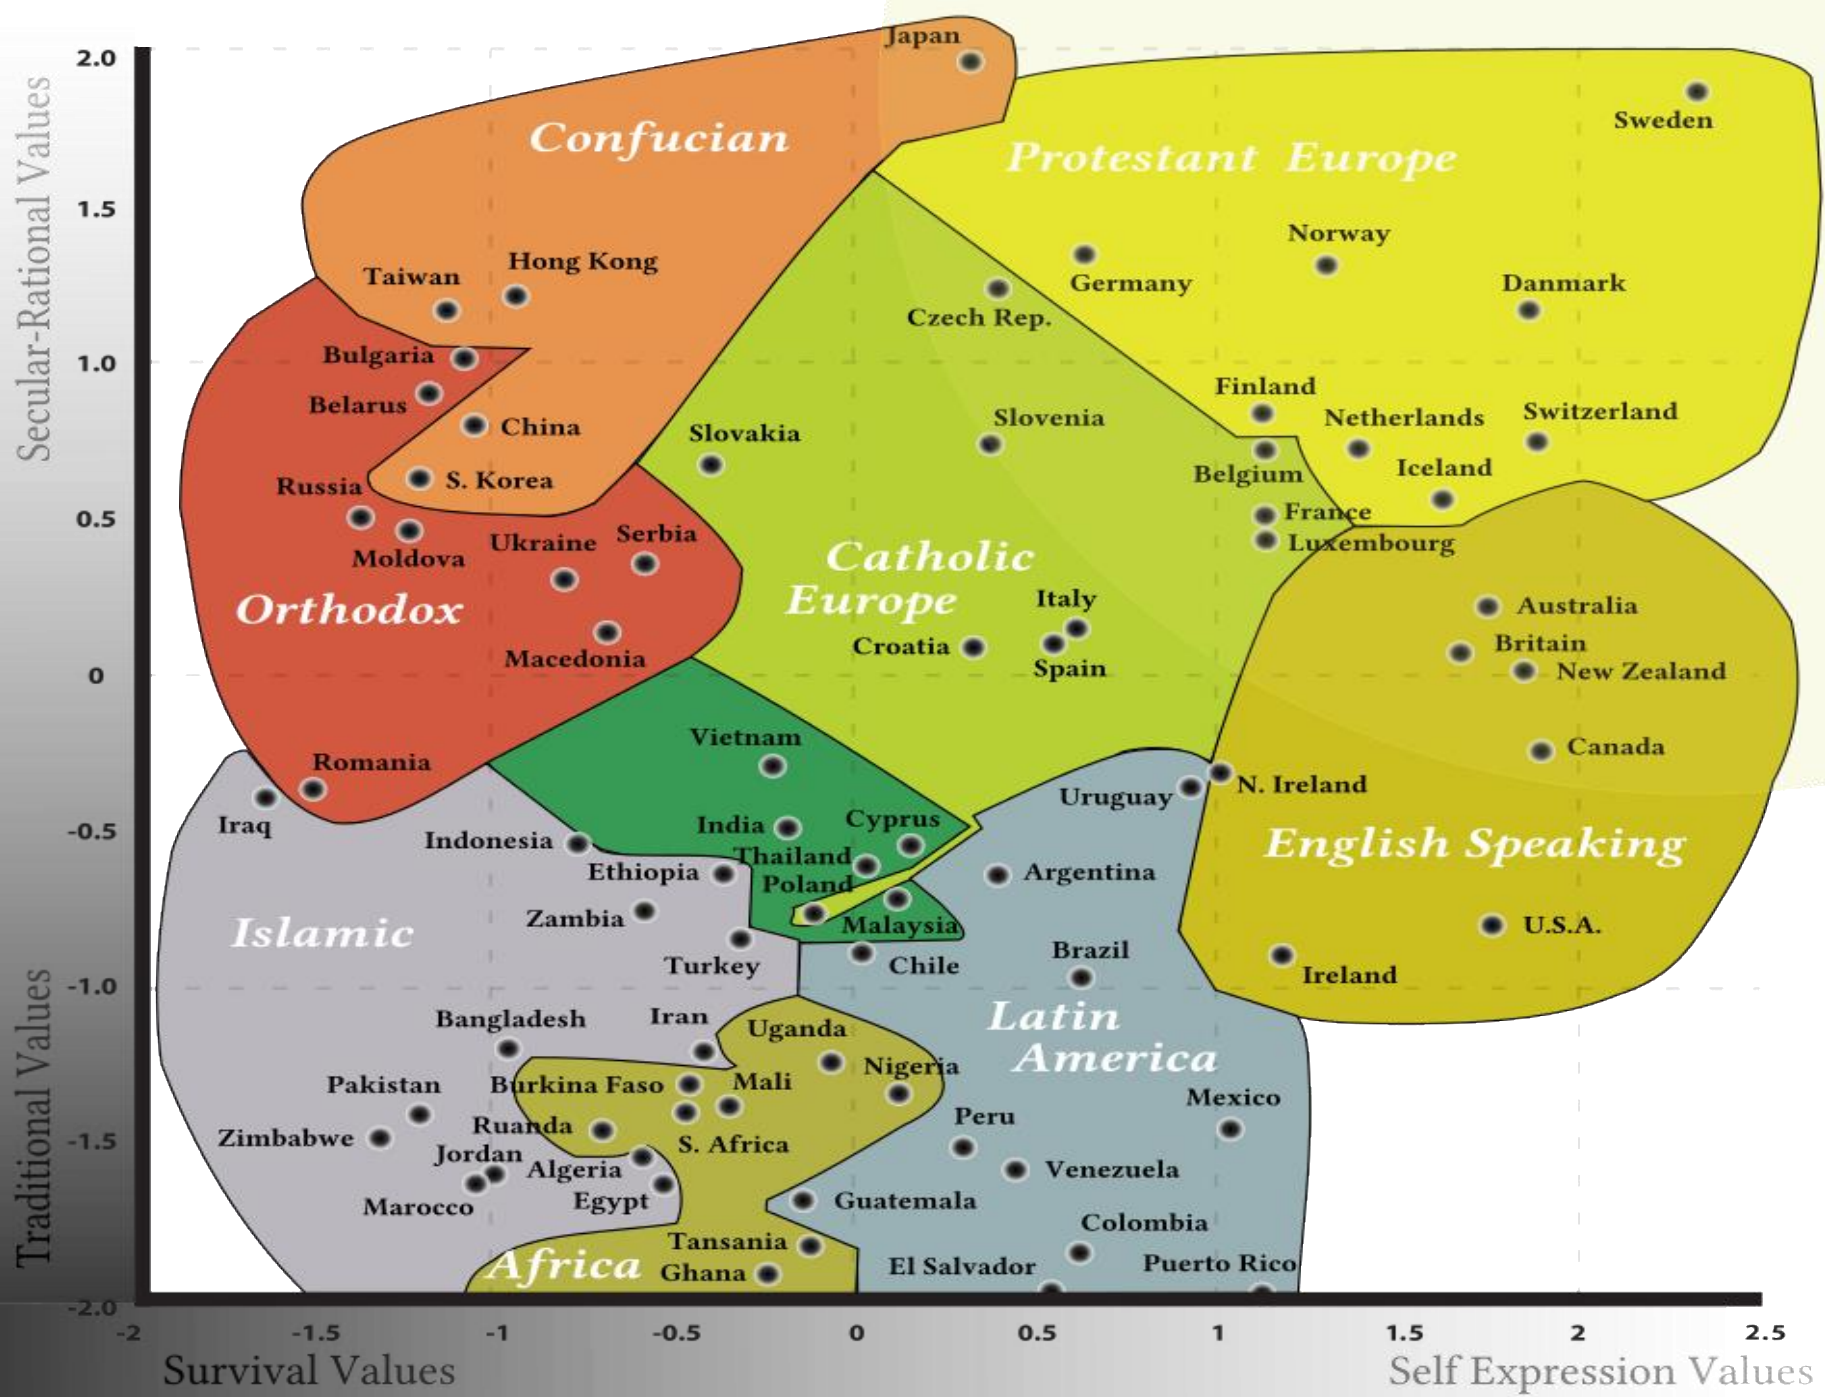 Secular-Rational Values
Traditional Values
2.0
1.5
1.0
0.5
0
-0.5
-1.0
-1.5
-2.0
Japan
Confucian
Protestant Europe
Sweden
Norway
Hong Kong
Taiwan
Germany
Danmark
Czech Rep.
Bulgaria
Finland
Belarus
Netherlands
Switzerland
China
Slovakia
Slovenia
Iceland
Belgium
S. Korea
Russia
France
Luxembourg
Moldova
Ukraine
Serbia
Catholic
Europe
Orthodox
Italy
Australia
Britain
Croatia
Spain
New Zealand
Macedonia
Vietnam
Canada
Romania
N. Ireland
Uruguay
Iraq
India
Cyprus
Indonesia
English Speaking
Thailand
Ethiopia
Poland
Argentina
Zambia
Malaysia
U.S.A.
Islamic
Turkey
Chile
Brazil
Ireland
Latin
America
Bangladesh
Iran
Uganda
Nigeria
Pakistan
Burkina Faso
Mali
Mexico
Peru
Ruanda
Zimbabwe
S. Africa
Jordan
Algeria
Venezuela
Marocco
Egypt
Guatemala
Colombia
Tansania
Africa
Ghana
El Salvador
Puerto Rico
-2
-1.5
-1
-0.5
0
0.5
1
1.5
2
2.5
Survival Values
Self Expression Values